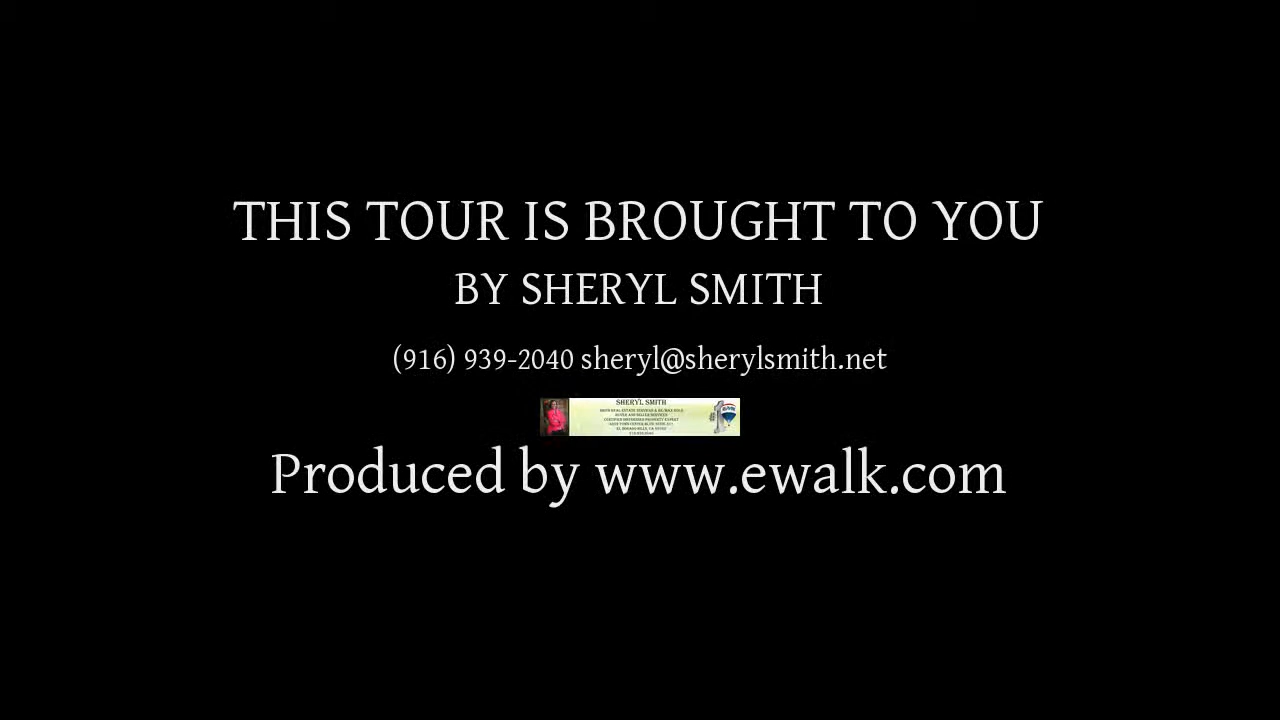 THIS TOUR IS BROUGHT TO YOU
BY SHERYL SMITH
(916) 939-2040 sheryl@sherylsmith.net
SHERYL SMITH
Produced by www.ewalk.com